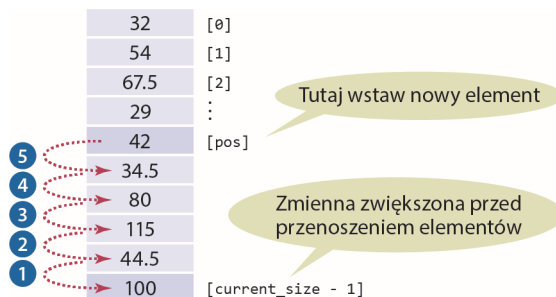 32 [0]
54 [1]
67.5 [2]
29 ⋮
42 [pos]
34.5
80
115
44.5
100 [current_size - 1]
5
4
3
2
1
Tutaj wstaw nowy element
Zmienna zwiększona przed
przenoszeniem elementów